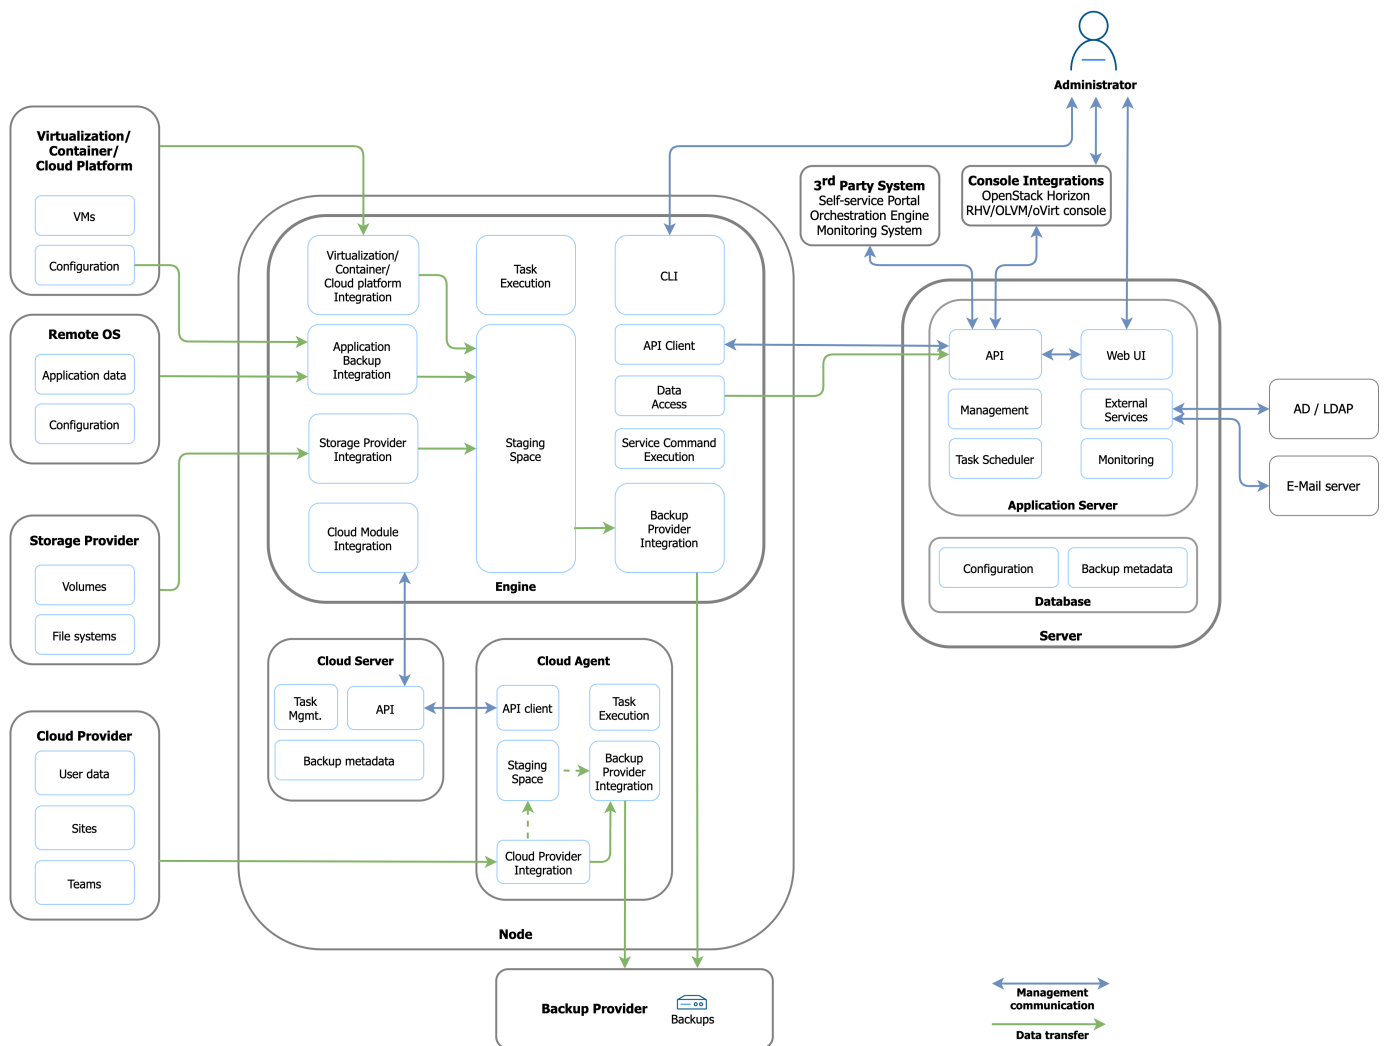 Administrator
Virtualization/
Container/
Cloud Platform
VMs
Configuration
Remote OS
Application data
Configuration
Storage Provider
Volumes
File systems
Cloud Provider
User data
Sites
Teams
Virtualization/
Container/
Cloud platform
Integration
Application
Backup
Integration
Storage Provider
Integration
Cloud Module
Integration
Task
Execution
Staging
Space
CLI
API Client
Data
Access
Service Command
Execution
Backup
Provider
Integration
Engine
Cloud Server
Task
Mgmt.
API
Backup metadata
Cloud Agent
API client
Task
Execution
Staging
Space
Backup
Provider
Integration
Cloud Provider
Integration
Node
Backup Provider
Backups
3rd Party System
Self-service Portal
Orchestration Engine
Monitoring System
Console Integrations
OpenStack Horizon
RHV/OLVM/oVirt console
API
Web UI
Management
External
Services
Task Scheduler
Monitoring
Application Server
Configuration
Backup metadata
Database
Server
AD / LDAP
E-Mail server
Management
communication
Data transfer